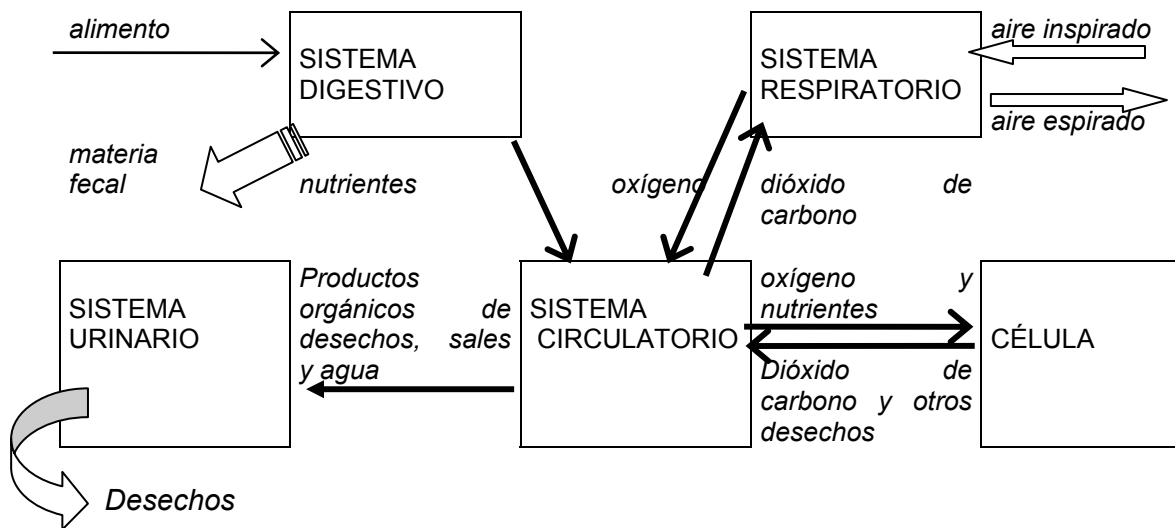 alimento
SISTEMA
DIGESTIVO
SISTEMA
RESPIRATORIO
aire inspirado
aire espirado
materia
fecal
nutrientes
oxígeno
dióxido de
carbono
SISTEMA
URINARIO
Productos
orgánicos de
desechos, sales
y agua
SISTEMA
CIRCULATORIO
oxígeno y
nutrientes
Dióxido de
carbono y otros
desechos
CÉLULA
Desechos